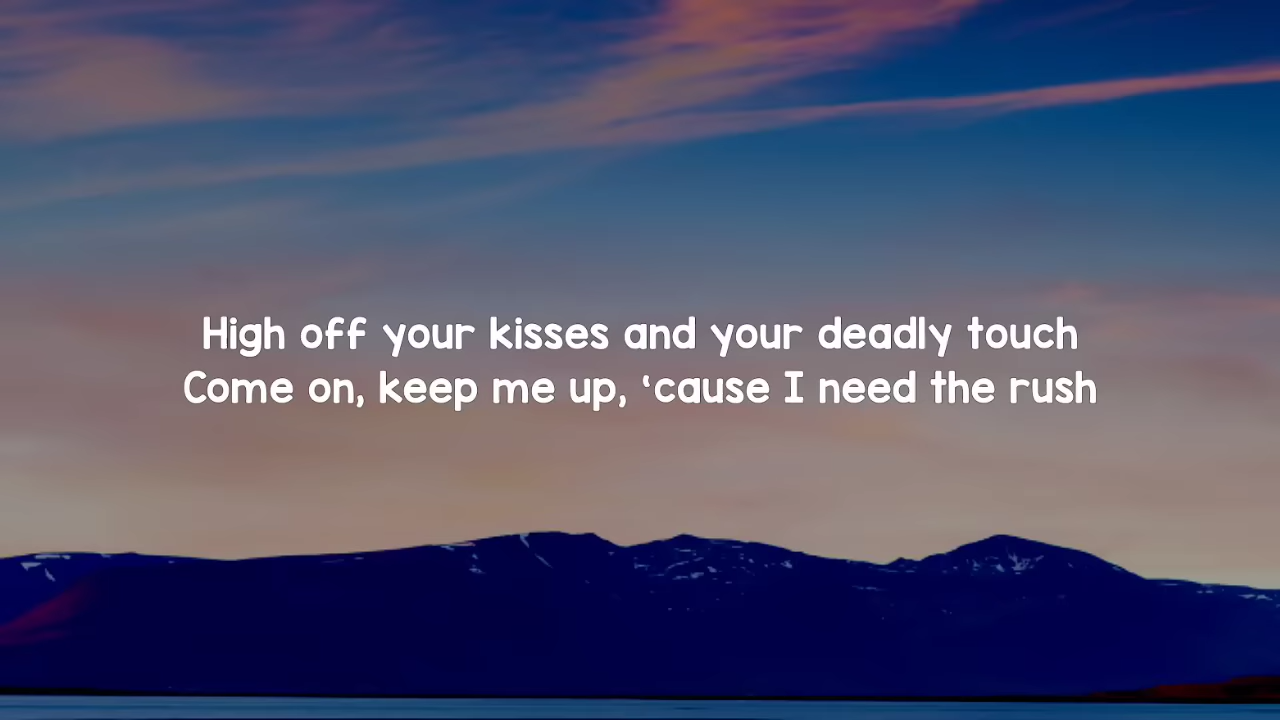 High off your kisses and your deadly touch
Come on, keep me up, ‘cause I need the rush